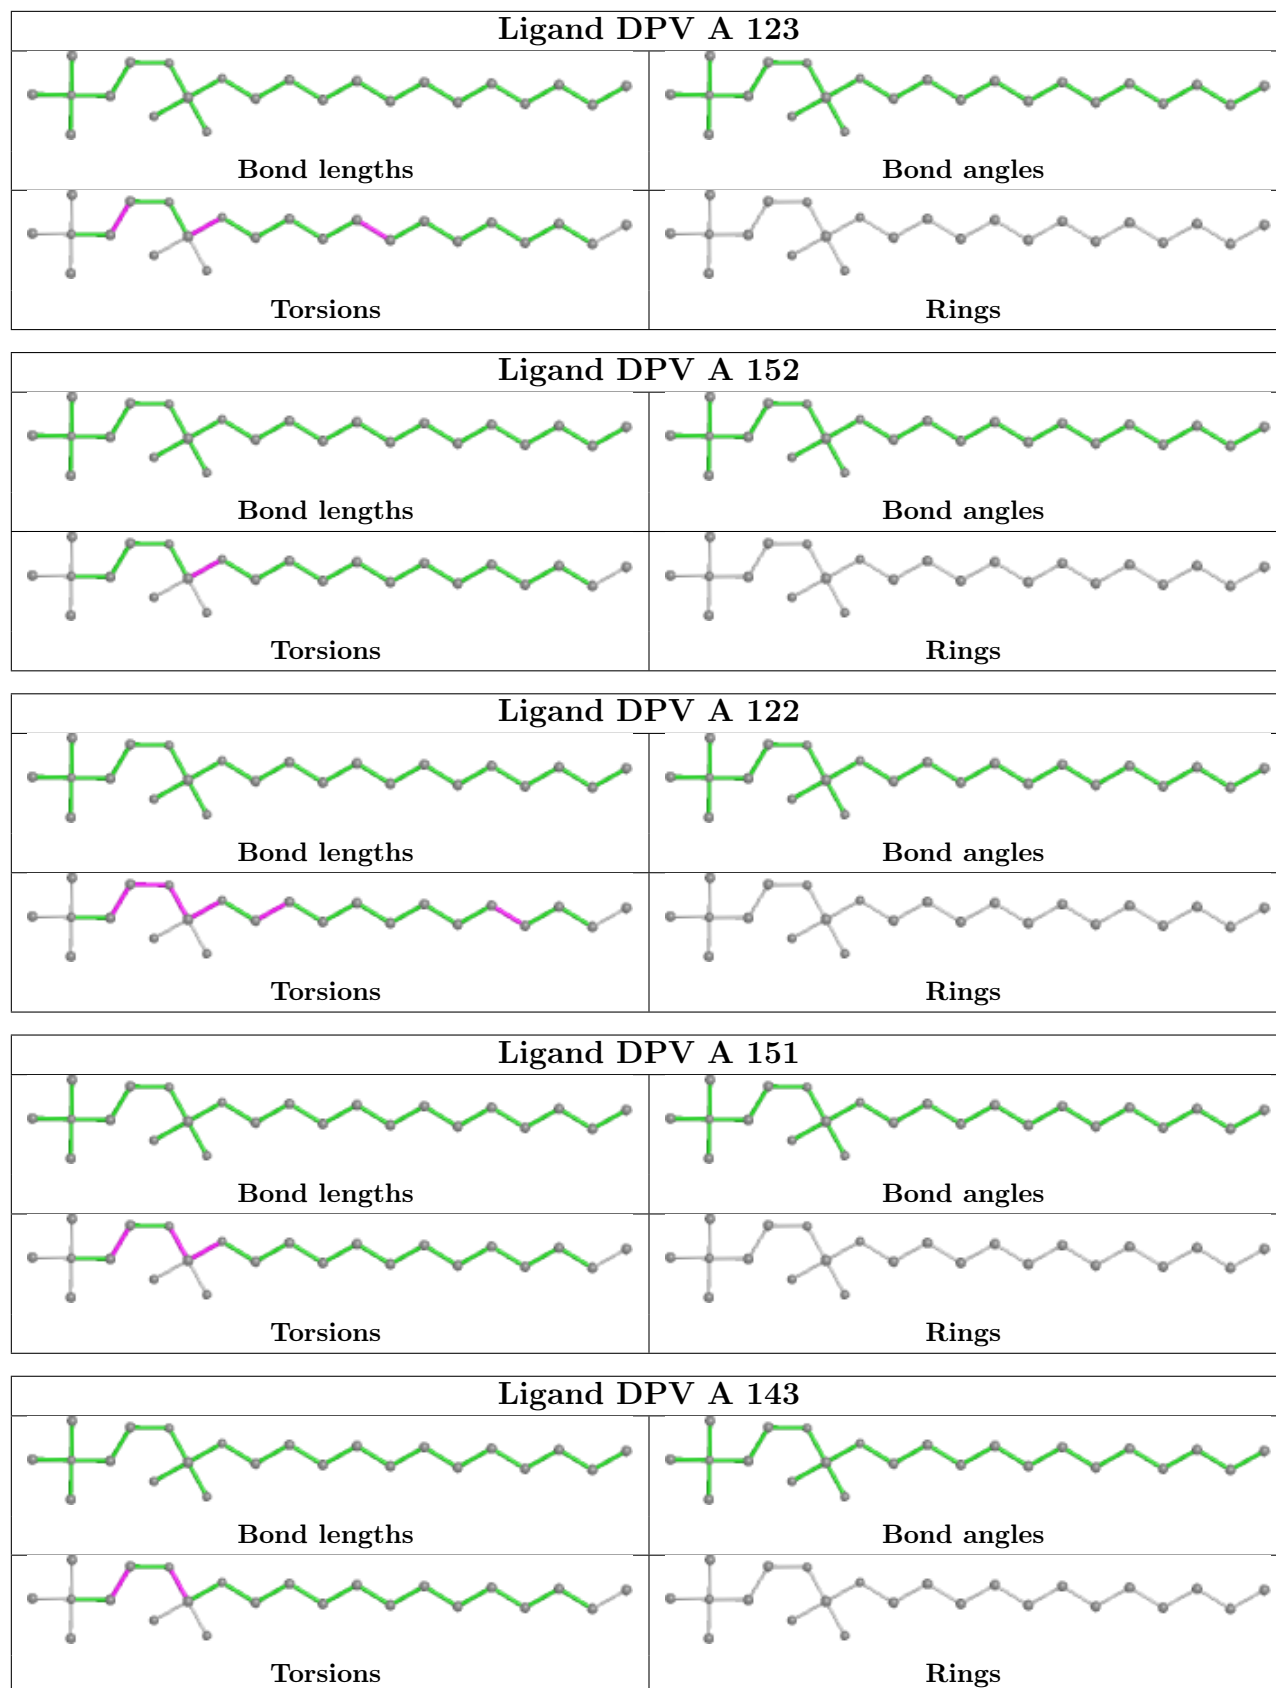 Ligand DPV A 123
Bond lengths
Bond angles
Torsions
Rings
Ligand DPV A 152
Bond lengths
Bond angles
Torsions
Rings
Ligand DPV A 122
Bond lengths
Bond angles
Torsions
Rings
Ligand DPV A 151
Bond lengths
Bond angles
Torsions
Rings
Ligand DPV A 143
Bond lengths
Bond angles
Torsions
Rings